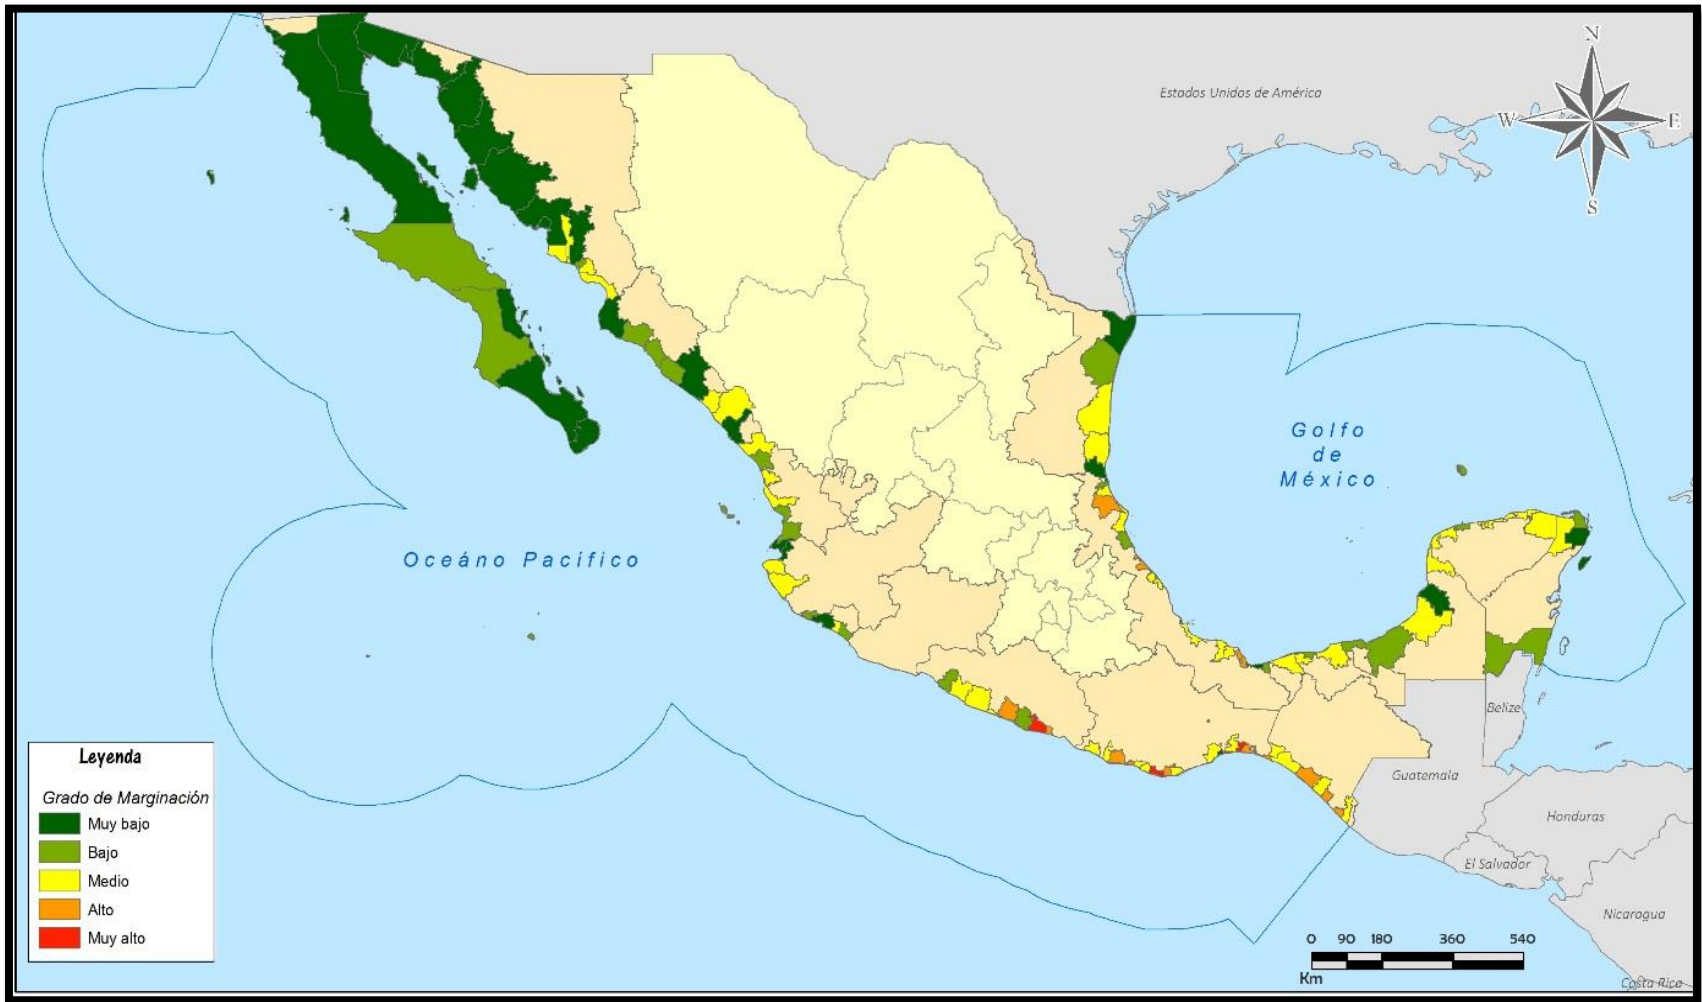 N
Estados Unidos de América
W
E
S
Golfo
de
México
Oceáno Pacífico
Belize
Leyenda
Guatemala
Grado de Marginación
Muy bajo
Honduras
Bajo
El Salvador
Medio
Alto
Nicaragua
Muy alto
0 90 180 360 540
Km
Costa Rica